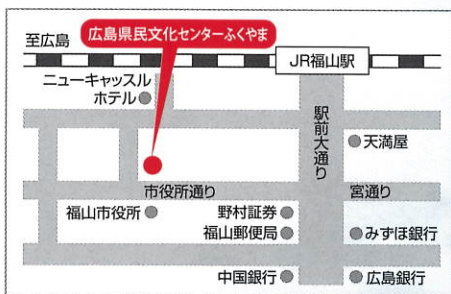 至広島
広島県民文化センターふくやま
JR福山駅
ニューキャッスル
ホテル
駅前大通り
天満屋
市役所通り
宮通り
福山市役所
野村証券
福山郵便局
みずほ銀行
中国銀行
広島銀行